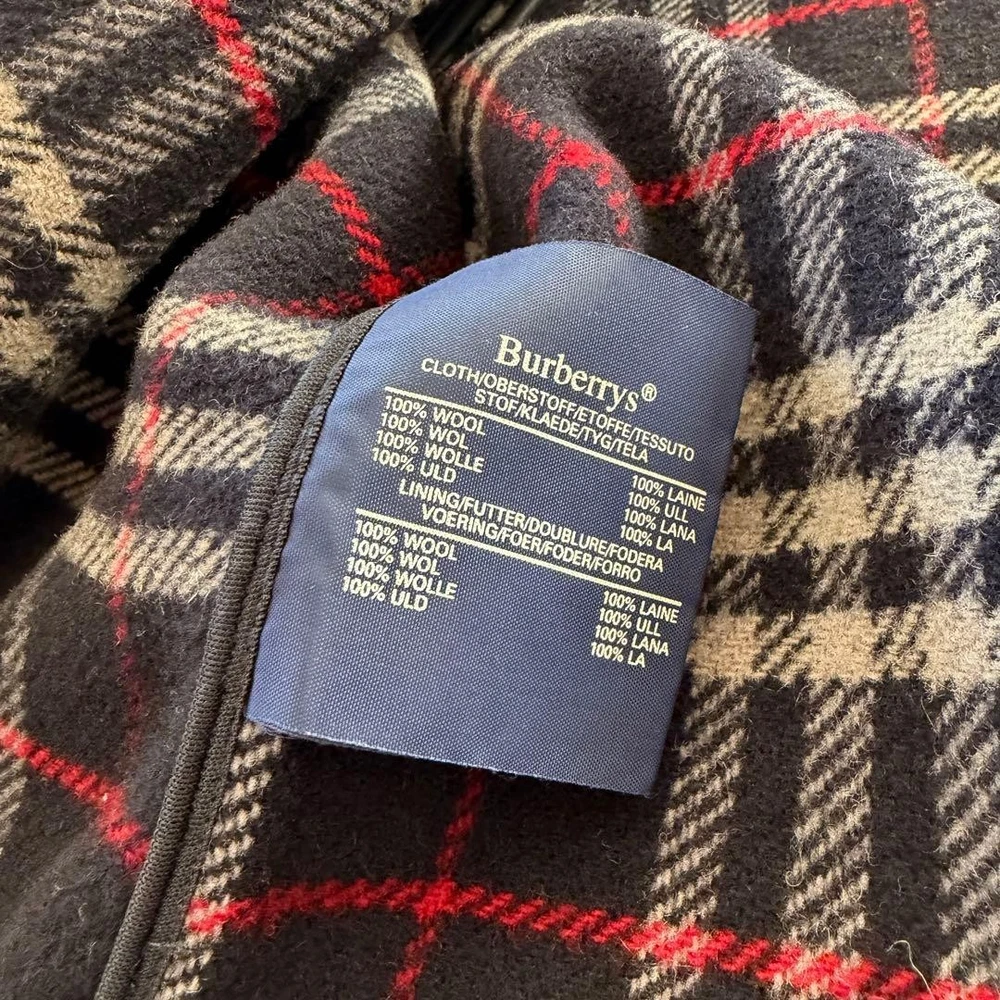 Burberrys®
CLOTH/OBERSTOFF/ETOFFE/TESSUTO
STOF/KLAEDE/TYG/TELA
100% WOOL 100% LAINE
100% WOL 100% ULL
100% WOLLE 100% LANA
100% ULD 100% LA
LINING/FUTTER/DOUBLURE/FODERA
VOERING/FOER/FODER/FORRO
100% WOOL 100% LAINE
100% WOL 100% ULL
100% WOLLE 100% LANA
100% ULD 100% LA